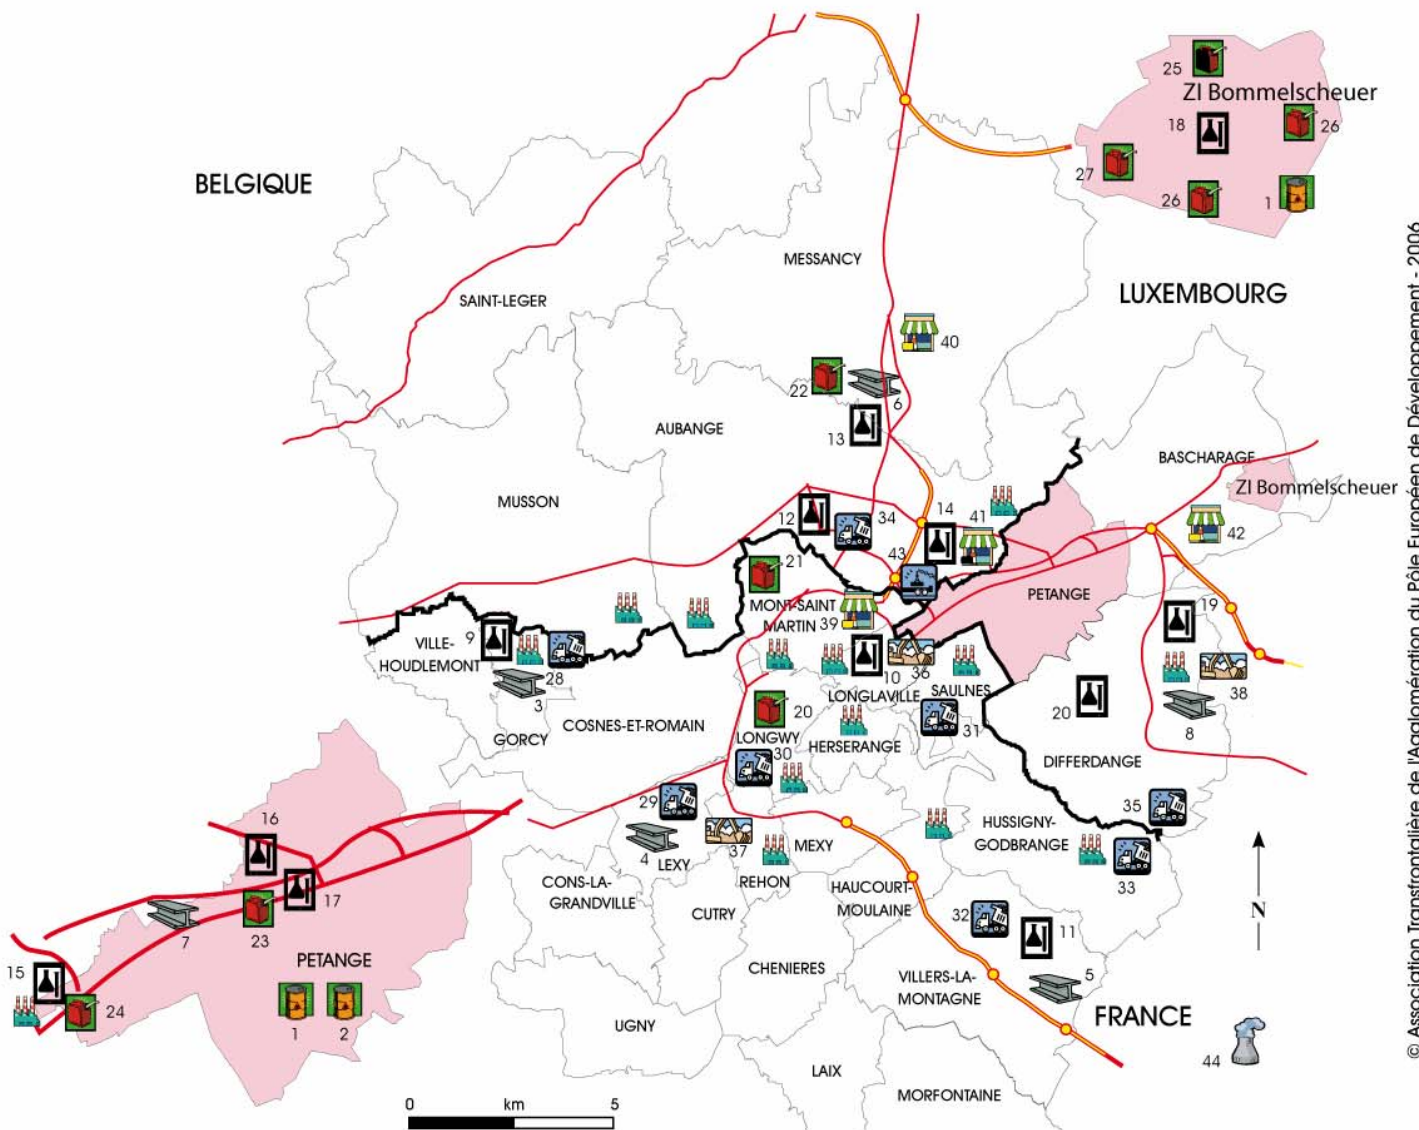 25
ZI Bommelscheuer
18
26
27
26
1
BELGIQUE
MESSANCY
SAINT-LEGER
LUXEMBOURG
40
22
6
13
AUBANGE
BASCHARAGE
ZI Bommelscheuer
MUSSON
12
34
14
41
42
43
21
MONT-SAINT
MARTIN
39
PETANGE
19
9
VILLE-
HOUDLEMONT
28
3
10
36
LONGLAVILLE
SAULNES
38
20
8
GORCY
COSNES-ET-ROMAIN
20
LONGWY
30
HERSERANGE
31
DIFFERDANGE
29
4
LEXY
37
REHON
MEXY
HUSSIGNY-
GODBRANGE
35
33
16
17
7
23
PETANGE
15
24
1
2
CONS-LA-
GRANDVILLE
CUTRY
HAUCOURT-
MOULAINE
32
11
5
N
CHENIERES
VILLERS-LA-
MONTAGNE
FRANCE
UGNY
44
LAIX
MORFONTAINE
0
km
5
© Association Transfrontalière de l'Agglomération du Pôle Européen de Développement - 2006